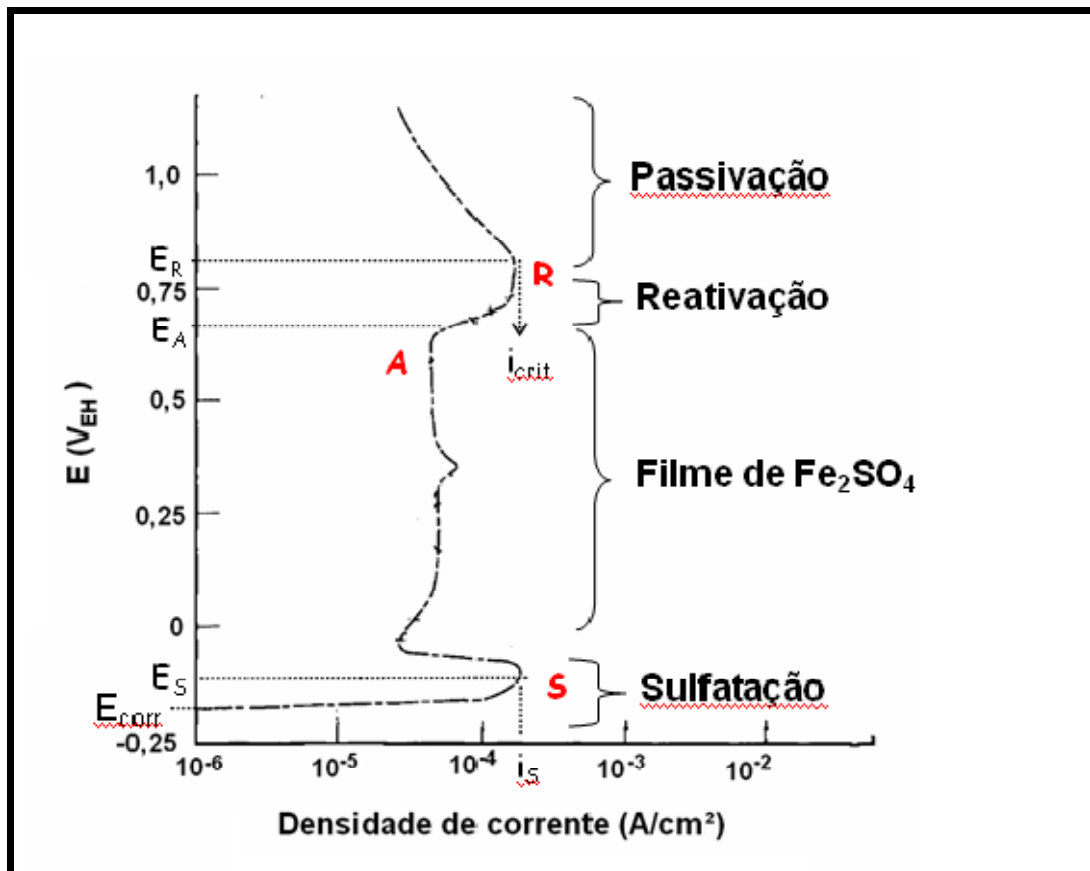 Passivação
1,0
E_R
R
0,75
Reativação
E_A
A
i_crit
0,5
E (V_EH)
Filme de Fe₂SO₄
0,25
0
E_S
S
Sulfatação
E_corr
-0,25
10⁻⁶ 10⁻⁵ 10⁻⁴ i_S 10⁻³ 10⁻²
Densidade de corrente (A/cm²)